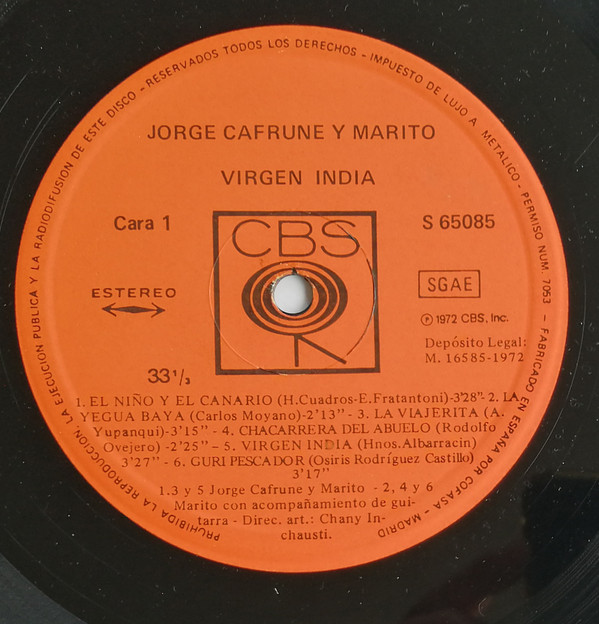 PROHIBIDA LA REPRODUCCION, LA EJECUCION PUBLICA Y LA RADIODIFUSION DE ESTE DISCO - RESERVADOS TODOS LOS DERECHOS - IMPUESTO DE LUJO A METALICO - PERMISO NUM. 7053 - FABRICADO EN ESPAÑA POR COFASA - MADRID
JORGE CAFRUNE Y MARITO
VIRGEN INDIA
Cara 1
CBS
S 65085
ESTEREO
SGAE
℗ 1972 CBS, Inc.
Depósito Legal:
M. 16585-1972
33 1/3
1. EL NIÑO Y EL CANARIO (H.Cuadros-E.Fratantoni)-3'28"- 2. LA
YEGUA BAYA (Carlos Moyano)-2'13" - 3. LA VIAJERITA (A.
Yupanqui)-3'15" - 4. CHACARRERA DEL ABUELO (Rodolfo
Ovejero) -2'25" - 5. VIRGEN INDIA (Hnos.Albarracin)
3'27" - 6. GURI PESCADOR (Osiris Rodríguez Castillo)
3'17"
1.3 y 5 Jorge Cafrune y Marito - 2, 4 y 6
Marito con acompañamiento de gui-
tarra - Direc. art.: Chany In-
chausti.